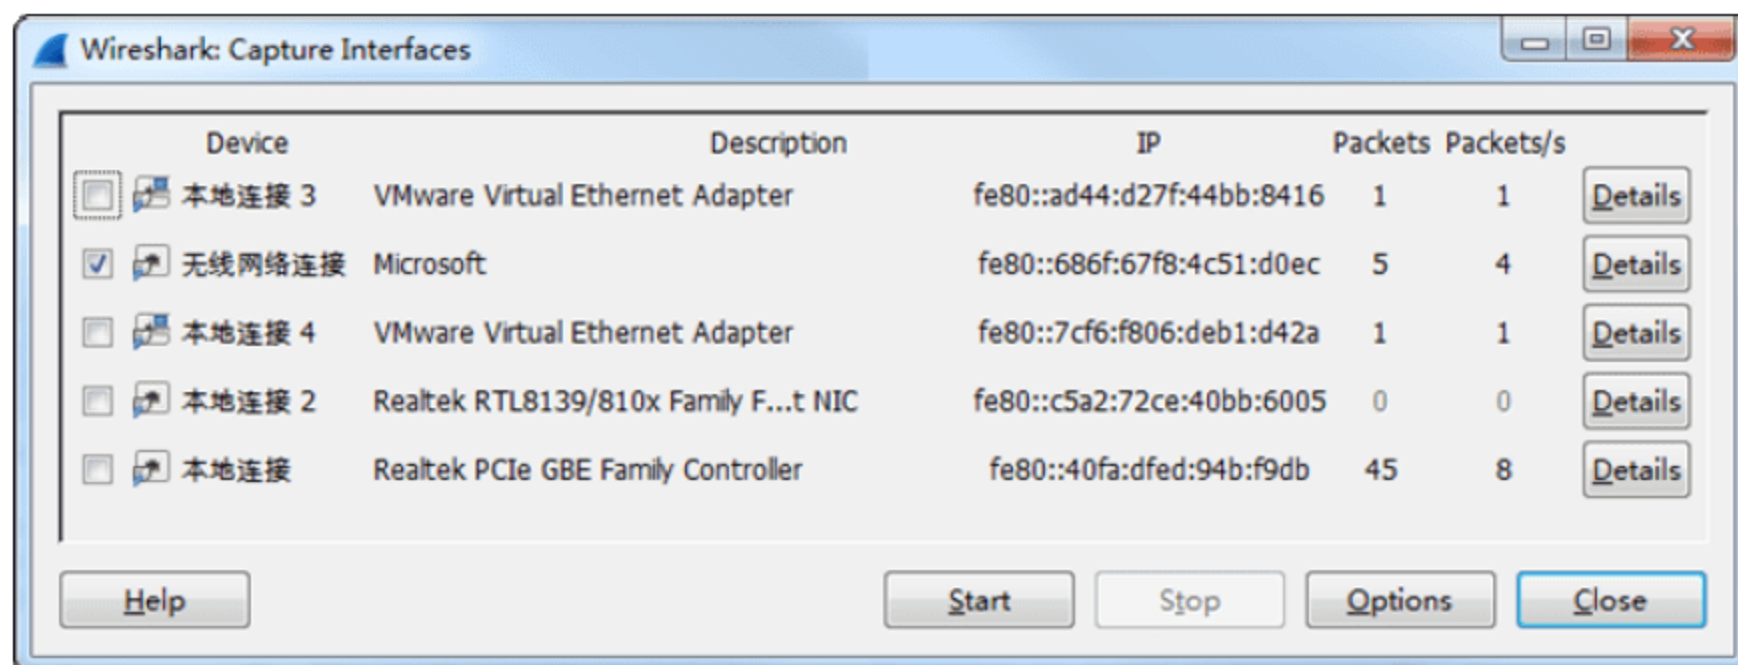 Wireshark: Capture Interfaces
Device Description IP Packets Packets/s
本地连接 3 VMware Virtual Ethernet Adapter fe80::ad44:d27f:44bb:8416 1 1 Details
无线网络连接 Microsoft fe80::686f:67f8:4c51:d0ec 5 4 Details
本地连接 4 VMware Virtual Ethernet Adapter fe80::7cf6:f806:deb1:d42a 1 1 Details
本地连接 2 Realtek RTL8139/810x Family F...t NIC fe80::c5a2:72ce:40bb:6005 0 0 Details
本地连接 Realtek PCIe GBE Family Controller fe80::40fa:dfed:94b:f9db 45 8 Details
Help Start Stop Options Close